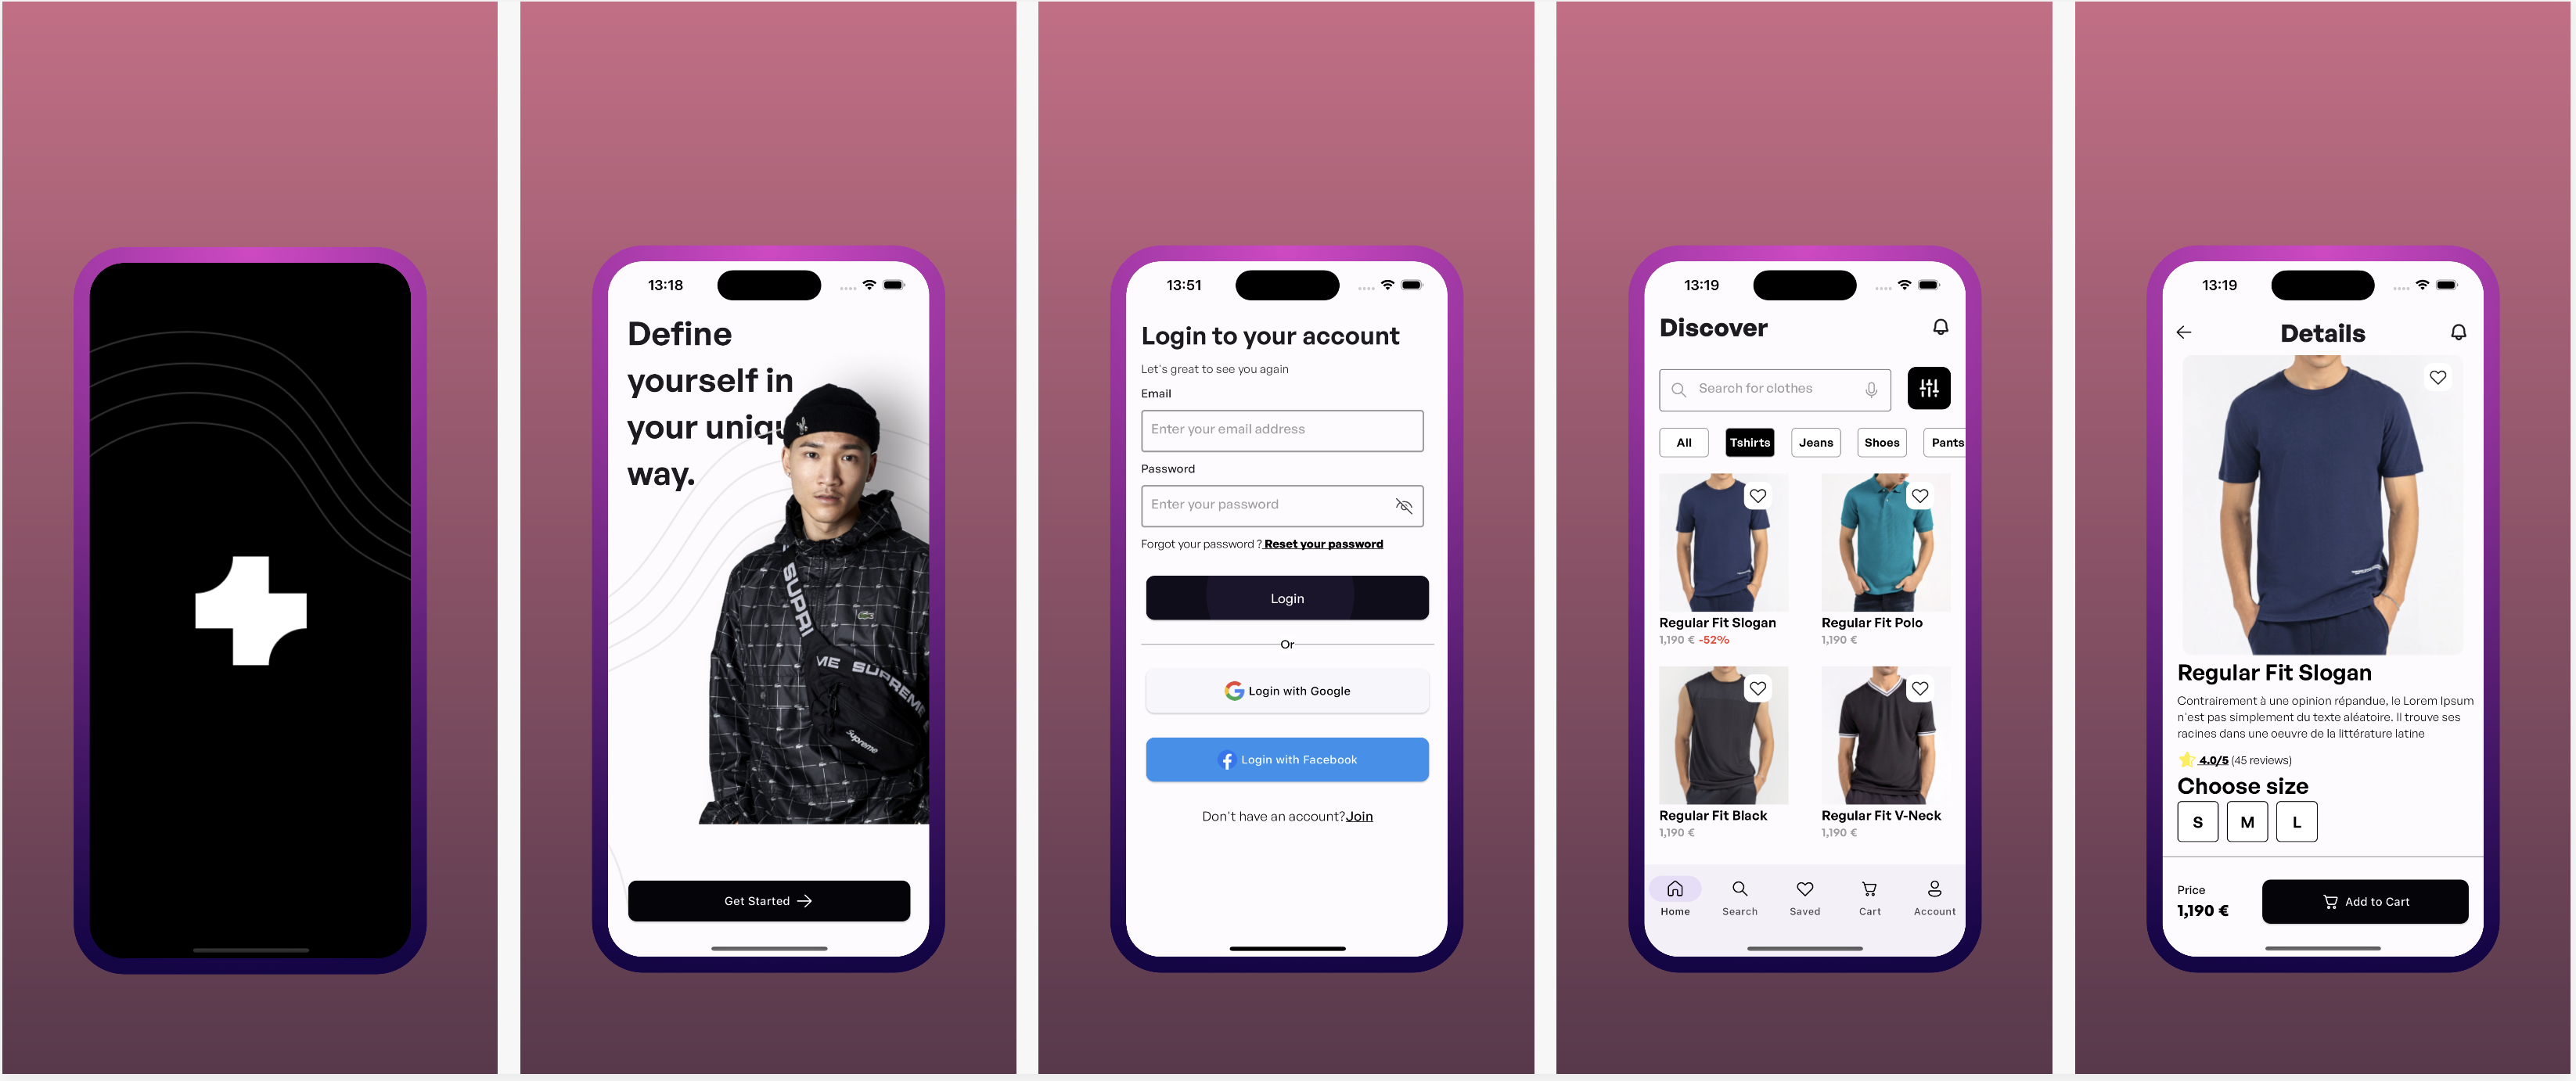 13:18
Define
yourself in
your uniqu
way.
SUPRI
ME SUPREME
Supreme
Get Started
13:51
Login to your account
Let's great to see you again
Email
Enter your email address
Password
Enter your password
Forgot your password ? Reset your password
Login
Or
Login with Google
Login with Facebook
Don't have an account?Join
13:19
Discover
Search for clothes
All Tshirts Jeans Shoes Pants
Regular Fit Slogan
1,190 € -52%
Regular Fit Polo
1,190 €
Regular Fit Black
1,190 €
Regular Fit V-Neck
1,190 €
Home Search Saved Cart Account
13:19
Details
Regular Fit Slogan
Contrairement à une opinion répandue, le Lorem Ipsum
n'est pas simplement du texte aléatoire. Il trouve ses
racines dans une oeuvre de la littérature latine
4.0/5 (45 reviews)
Choose size
S M L
Price
1,190 €
Add to Cart